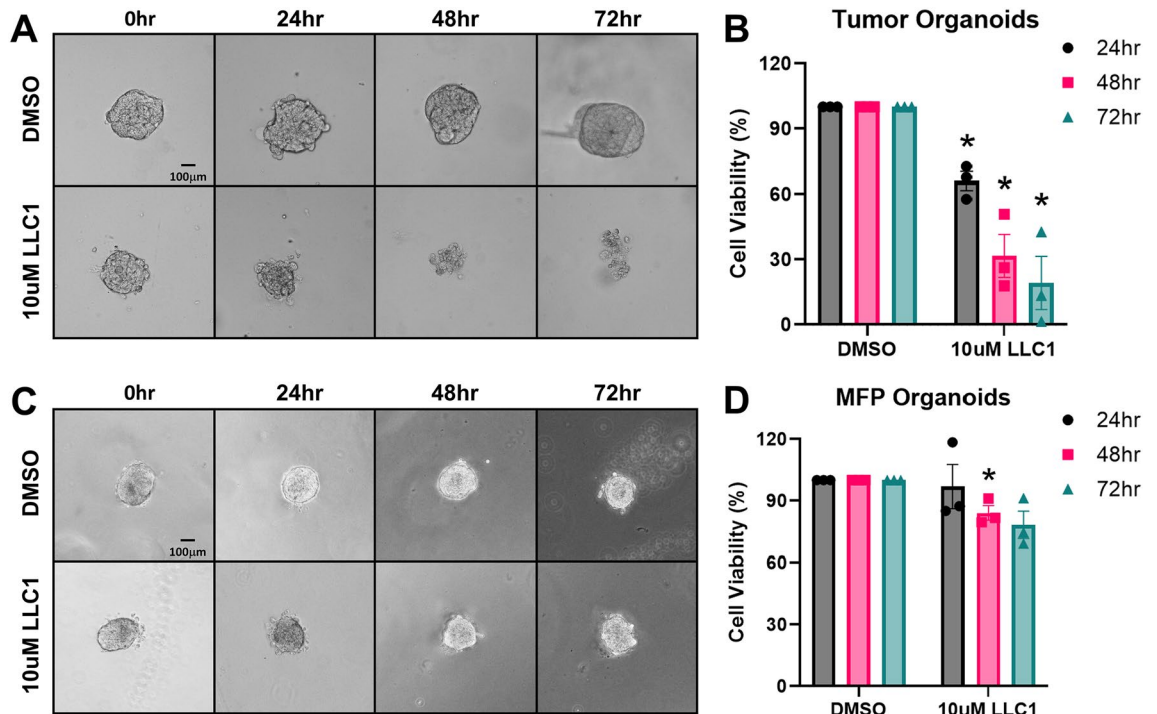 A
0hr 24hr 48hr 72hr
DMSO
100μm
10uM LLC1
B
Tumor Organoids
24hr
48hr
72hr
Cell Viability (%)
120
90
60
30
0
* * *
DMSO 10uM LLC1
C
0hr 24hr 48hr 72hr
DMSO
100μm
10uM LLC1
D
MFP Organoids
24hr
48hr
72hr
Cell Viability (%)
120
90
60
30
0
*
DMSO 10uM LLC1